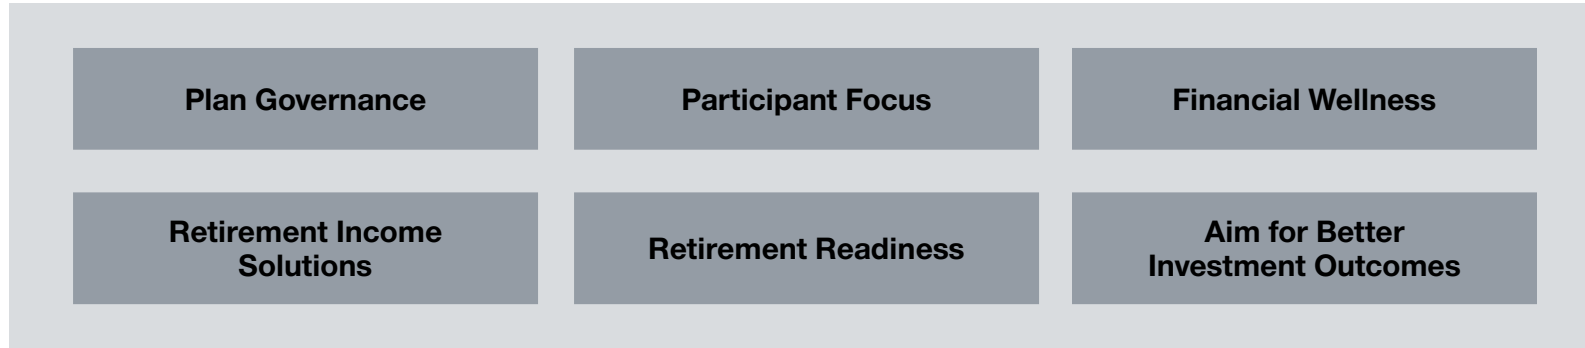 Plan Governance
Participant Focus
Financial Wellness
Retirement Income
Solutions
Retirement Readiness
Aim for Better
Investment Outcomes